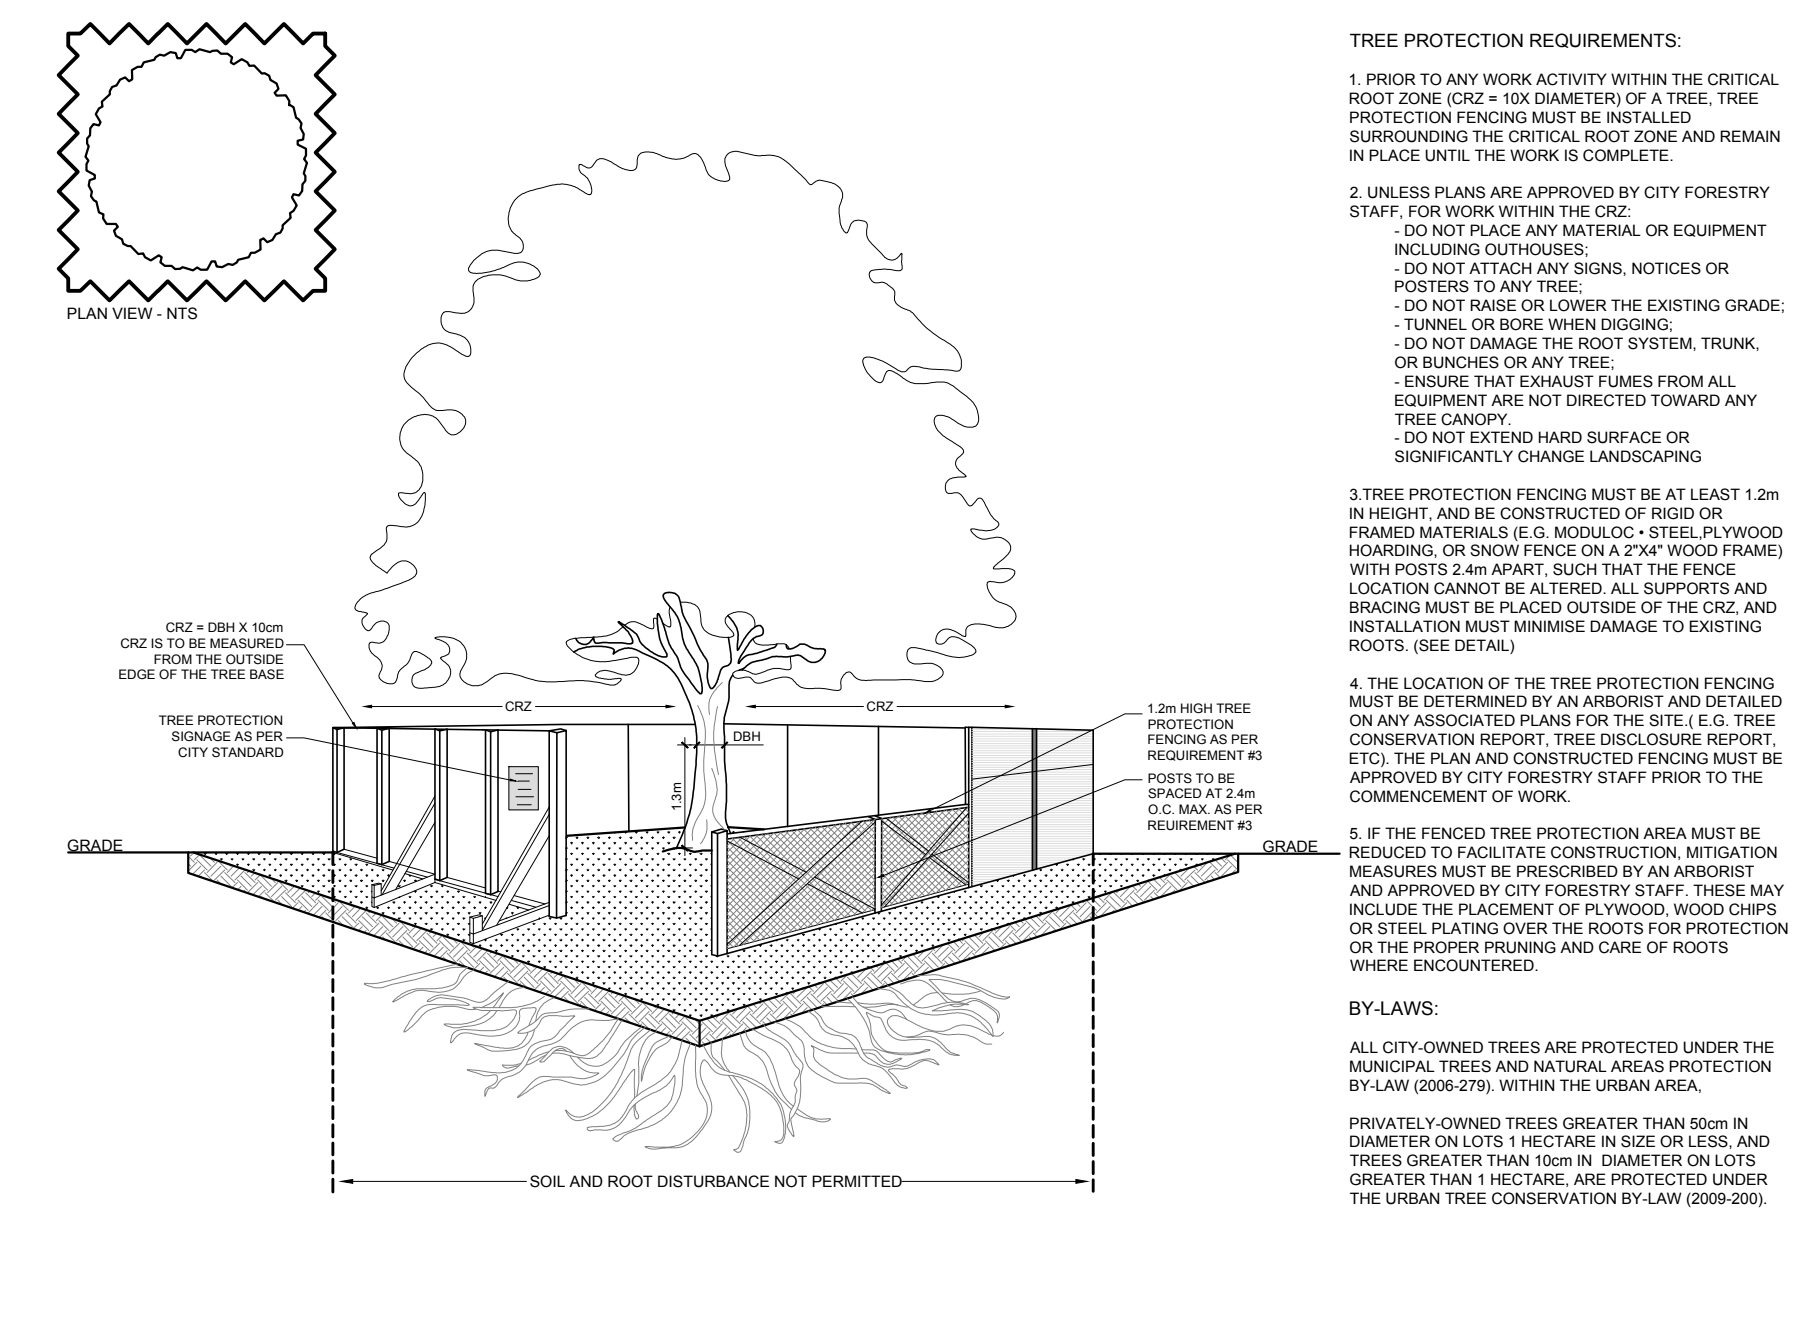 PLAN VIEW - NTS
CRZ = DBH X 10cm
CRZ IS TO BE MEASURED
FROM THE OUTSIDE
EDGE OF THE TREE BASE
TREE PROTECTION
SIGNAGE AS PER
CITY STANDARD
CRZ
CRZ
DBH
1.3m
1.2m HIGH TREE
PROTECTION
FENCING AS PER
REQUIREMENT #3
POSTS TO BE
SPACED AT 2.4m
O.C. MAX. AS PER
REUIREMENT #3
GRADE
GRADE
SOIL AND ROOT DISTURBANCE NOT PERMITTED
TREE PROTECTION REQUIREMENTS:
1. PRIOR TO ANY WORK ACTIVITY WITHIN THE CRITICAL
ROOT ZONE (CRZ = 10X DIAMETER) OF A TREE, TREE
PROTECTION FENCING MUST BE INSTALLED
SURROUNDING THE CRITICAL ROOT ZONE AND REMAIN
IN PLACE UNTIL THE WORK IS COMPLETE.
2. UNLESS PLANS ARE APPROVED BY CITY FORESTRY
STAFF, FOR WORK WITHIN THE CRZ:
- DO NOT PLACE ANY MATERIAL OR EQUIPMENT
INCLUDING OUTHOUSES;
- DO NOT ATTACH ANY SIGNS, NOTICES OR
POSTERS TO ANY TREE;
- DO NOT RAISE OR LOWER THE EXISTING GRADE;
- TUNNEL OR BORE WHEN DIGGING;
- DO NOT DAMAGE THE ROOT SYSTEM, TRUNK,
OR BUNCHES OR ANY TREE;
- ENSURE THAT EXHAUST FUMES FROM ALL
EQUIPMENT ARE NOT DIRECTED TOWARD ANY
TREE CANOPY.
- DO NOT EXTEND HARD SURFACE OR
SIGNIFICANTLY CHANGE LANDSCAPING
3.TREE PROTECTION FENCING MUST BE AT LEAST 1.2m
IN HEIGHT, AND BE CONSTRUCTED OF RIGID OR
FRAMED MATERIALS (E.G. MODULOC • STEEL,PLYWOOD
HOARDING, OR SNOW FENCE ON A 2"X4" WOOD FRAME)
WITH POSTS 2.4m APART, SUCH THAT THE FENCE
LOCATION CANNOT BE ALTERED. ALL SUPPORTS AND
BRACING MUST BE PLACED OUTSIDE OF THE CRZ, AND
INSTALLATION MUST MINIMISE DAMAGE TO EXISTING
ROOTS. (SEE DETAIL)
4. THE LOCATION OF THE TREE PROTECTION FENCING
MUST BE DETERMINED BY AN ARBORIST AND DETAILED
ON ANY ASSOCIATED PLANS FOR THE SITE.( E.G. TREE
CONSERVATION REPORT, TREE DISCLOSURE REPORT,
ETC). THE PLAN AND CONSTRUCTED FENCING MUST BE
APPROVED BY CITY FORESTRY STAFF PRIOR TO THE
COMMENCEMENT OF WORK.
5. IF THE FENCED TREE PROTECTION AREA MUST BE
REDUCED TO FACILITATE CONSTRUCTION, MITIGATION
MEASURES MUST BE PRESCRIBED BY AN ARBORIST
AND APPROVED BY CITY FORESTRY STAFF. THESE MAY
INCLUDE THE PLACEMENT OF PLYWOOD, WOOD CHIPS
OR STEEL PLATING OVER THE ROOTS FOR PROTECTION
OR THE PROPER PRUNING AND CARE OF ROOTS
WHERE ENCOUNTERED.
BY-LAWS:
ALL CITY-OWNED TREES ARE PROTECTED UNDER THE
MUNICIPAL TREES AND NATURAL AREAS PROTECTION
BY-LAW (2006-279). WITHIN THE URBAN AREA,
PRIVATELY-OWNED TREES GREATER THAN 50cm IN
DIAMETER ON LOTS 1 HECTARE IN SIZE OR LESS, AND
TREES GREATER THAN 10cm IN  DIAMETER ON LOTS
GREATER THAN 1 HECTARE, ARE PROTECTED UNDER
THE URBAN TREE CONSERVATION BY-LAW (2009-200).